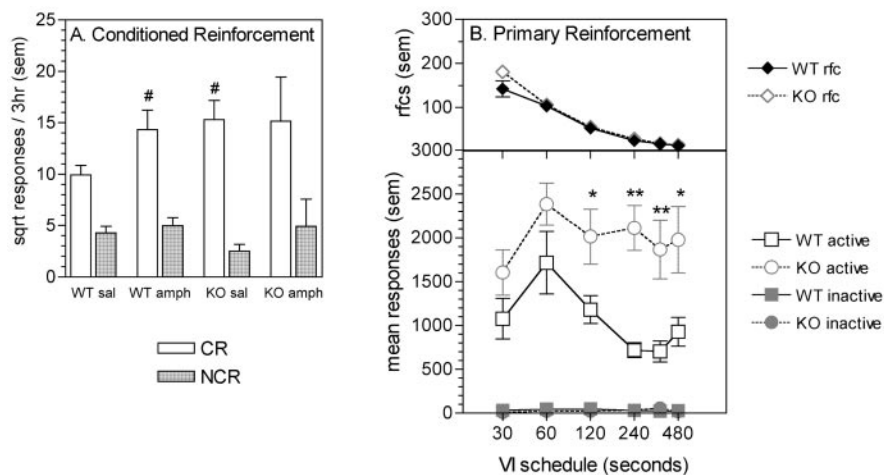 A. Conditioned Reinforcement
sqrt responses / 3hr (sem)
25
20
15
10
5
0
#
#
WT sal
WT amph
KO sal
KO amph
CR
NCR
B. Primary Reinforcement
rfcs (sem)
300
200
100
3000
WT rfc
KO rfc
mean responses (sem)
2500
2000
1500
1000
500
0
*
**
**
*
30
60
120
240
480
VI schedule (seconds)
WT active
KO active
WT inactive
KO inactive